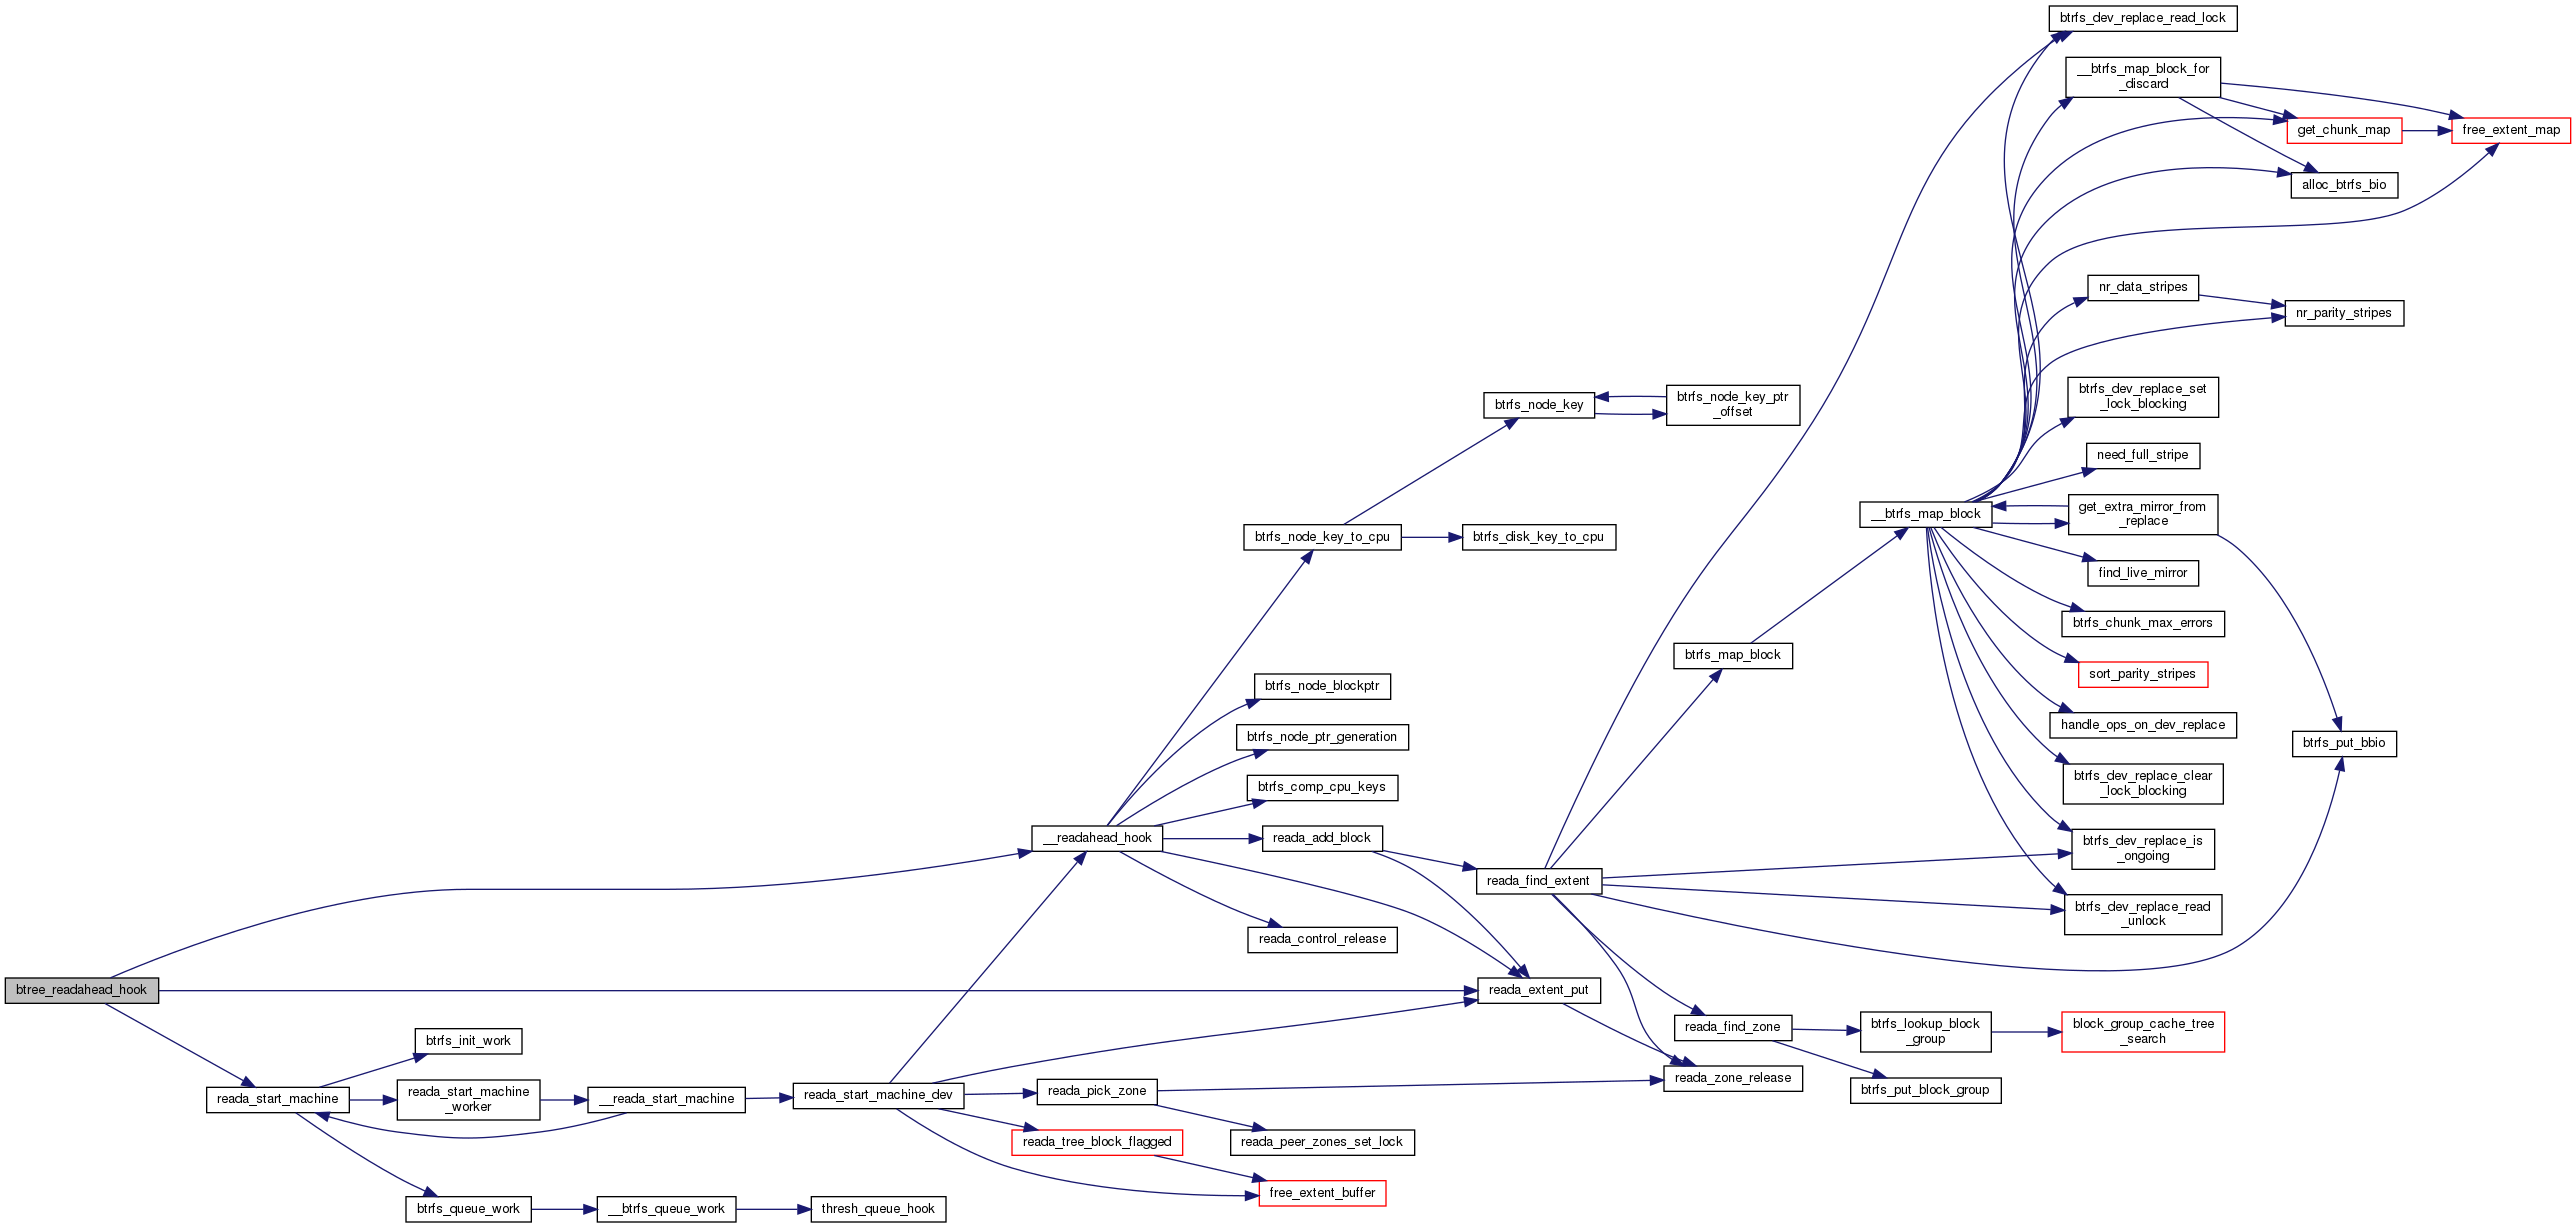 btree_readahead_hook
reada_start_machine
btrfs_init_work
reada_start_machine
_worker
btrfs_queue_work
__reada_start_machine
__btrfs_queue_work
reada_start_machine_dev
thresh_queue_hook
__readahead_hook
reada_pick_zone
reada_tree_block_flagged
btrfs_node_key_to_cpu
btrfs_node_blockptr
btrfs_node_ptr_generation
btrfs_comp_cpu_keys
reada_add_block
reada_control_release
reada_peer_zones_set_lock
free_extent_buffer
btrfs_node_key
btrfs_disk_key_to_cpu
reada_find_extent
reada_extent_put
btrfs_node_key_ptr
_offset
btrfs_map_block
reada_find_zone
reada_zone_release
__btrfs_map_block
btrfs_lookup_block
_group
btrfs_put_block_group
btrfs_dev_replace_read_lock
__btrfs_map_block_for
_discard
nr_data_stripes
btrfs_dev_replace_set
_lock_blocking
need_full_stripe
get_extra_mirror_from
_replace
find_live_mirror
btrfs_chunk_max_errors
sort_parity_stripes
handle_ops_on_dev_replace
btrfs_dev_replace_clear
_lock_blocking
btrfs_dev_replace_is
_ongoing
btrfs_dev_replace_read
_unlock
block_group_cache_tree
_search
get_chunk_map
alloc_btrfs_bio
nr_parity_stripes
btrfs_put_bbio
free_extent_map